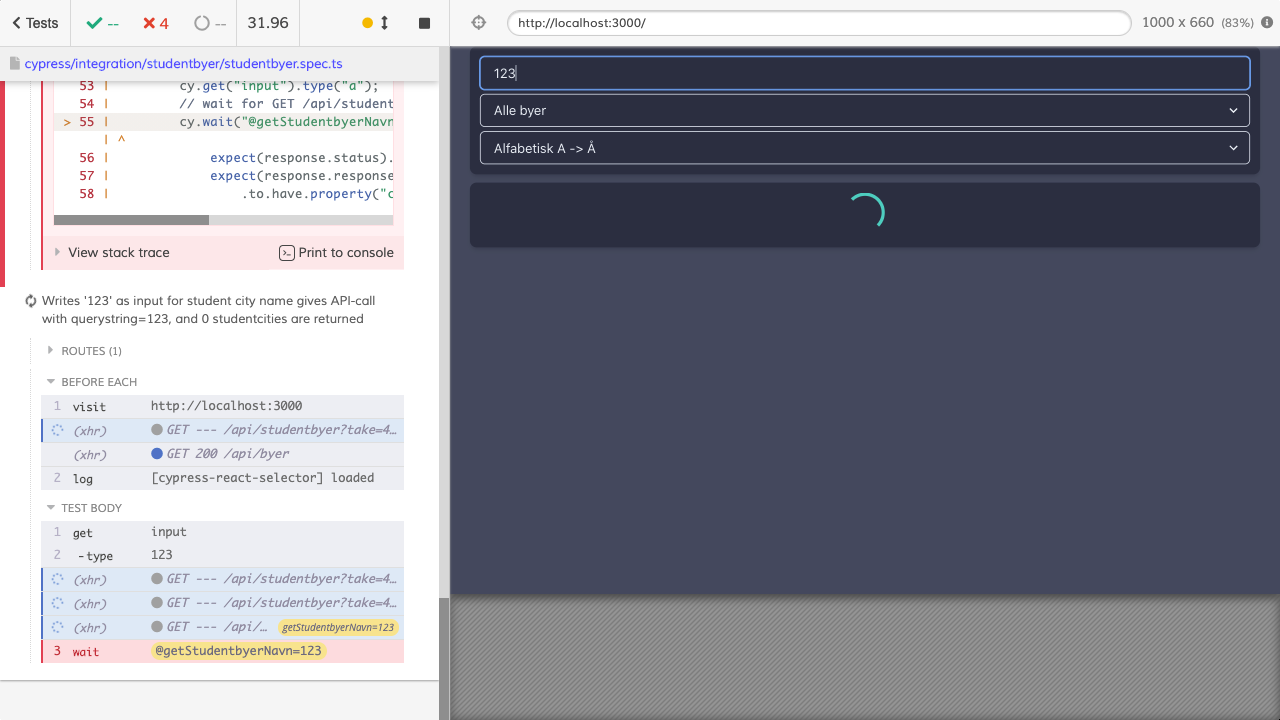 Tests
--
4
--
31.96
http://localhost:3000/
1000 x 660 (83%)
cypress/integration/studentbyer/studentbyer.spec.ts
53 | cy.get("input").type("a");
54 | // wait for GET /api/student
> 55 | cy.wait("@getStudentbyerNavn
| ^
56 | expect(response.status).
57 | expect(response.response
58 | .to.have.property("c
View stack trace
Print to console
Writes '123' as input for student city name gives API-call
with querystring=123, and 0 studentcities are returned
ROUTES (1)
BEFORE EACH
1 visit http://localhost:3000
(xhr) GET --- /api/studentbyer?take=4…
(xhr) GET 200 /api/byer
2 log [cypress-react-selector] loaded
TEST BODY
1 get input
2 -type 123
(xhr) GET --- /api/studentbyer?take=4…
(xhr) GET --- /api/studentbyer?take=4…
(xhr) GET --- /api/… getStudentbyerNavn=123
3 wait @getStudentbyerNavn=123
123
Alle byer
Alfabetisk A -> Å